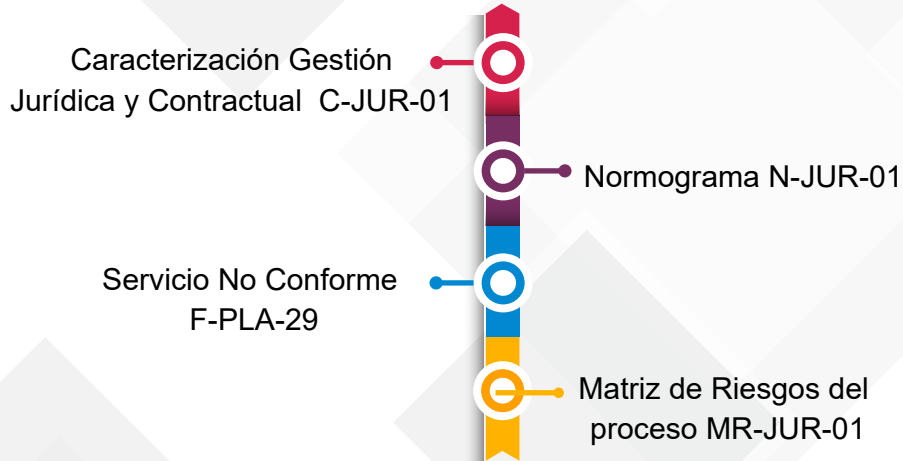 Caracterización Gestión
Jurídica y Contractual  C-JUR-01
Normograma N-JUR-01
Servicio No Conforme
F-PLA-29
Matriz de Riesgos del
proceso MR-JUR-01